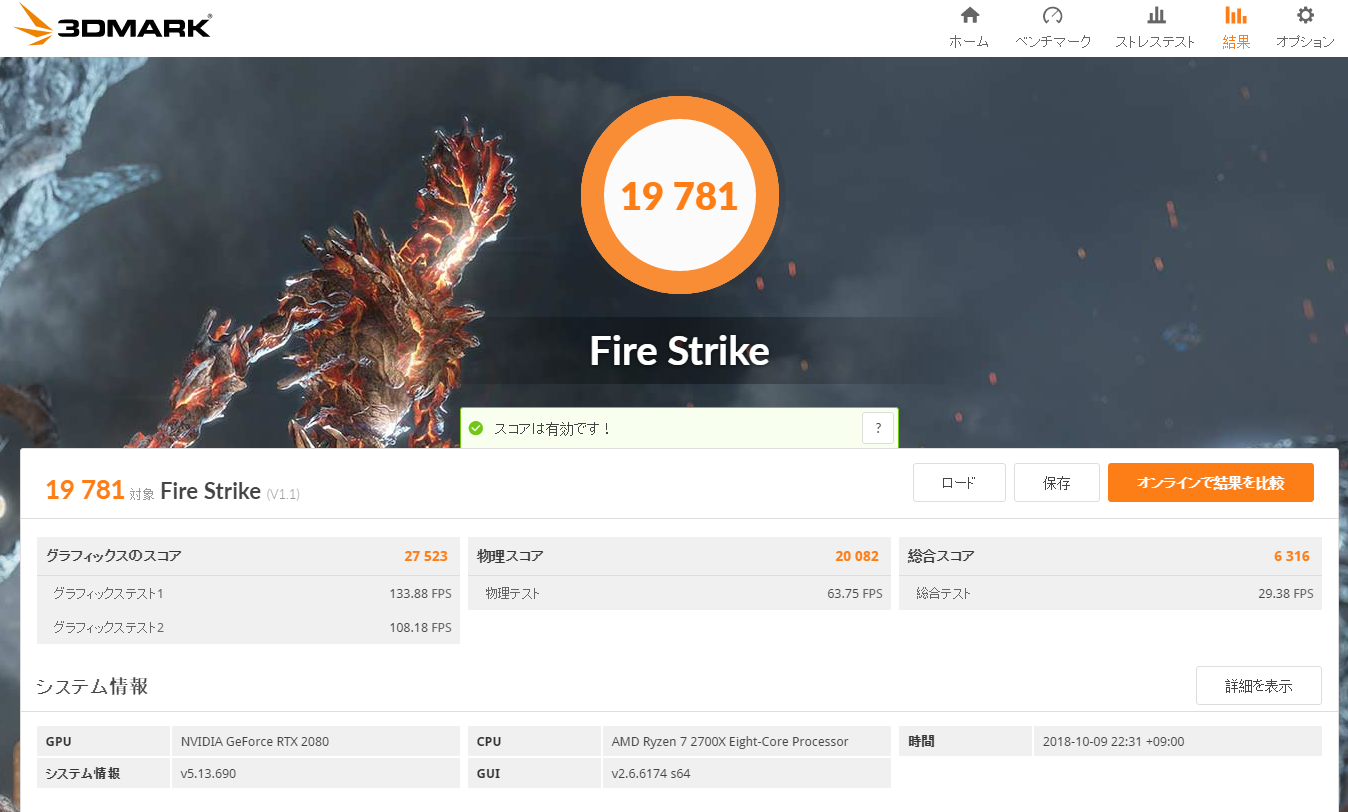 3DMARK®
ホーム ベンチマーク ストレステスト 結果 オプション
19 781
Fire Strike
スコアは有効です！ ?
19 781 対象 Fire Strike (V1.1) ロード 保存 オンラインで結果を比較
グラフィックスのスコア 27 523 物理スコア 20 082 総合スコア 6 316
グラフィックステスト1 133.88 FPS 物理テスト 63.75 FPS 総合テスト 29.38 FPS
グラフィックステスト2 108.18 FPS
システム情報 詳細を表示
GPU NVIDIA GeForce RTX 2080 CPU AMD Ryzen 7 2700X Eight-Core Processor 時間 2018-10-09 22:31 +09:00
システム情報 v5.13.690 GUI v2.6.6174 s64